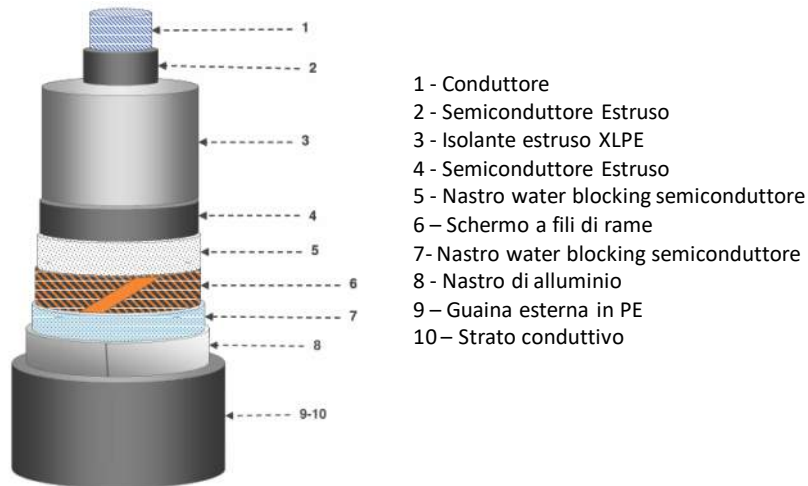 1
2
3
4
5
6
7
8
9-10
1 - Conduttore
2 - Semiconduttore Estruso
3 - Isolante estruso XLPE
4 - Semiconduttore Estruso
5 - Nastro water blocking semiconduttore
6 – Schermo a fili di rame
7- Nastro water blocking semiconduttore
8 - Nastro di alluminio
9 – Guaina esterna in PE
10 – Strato conduttivo